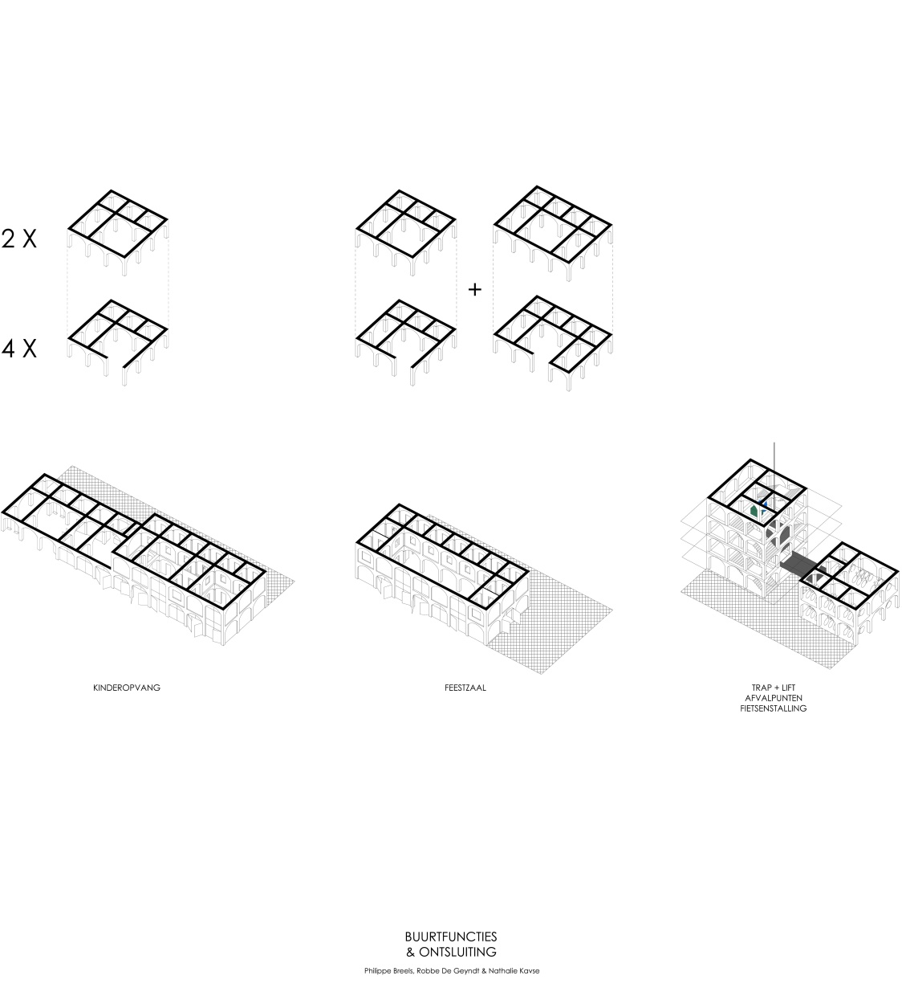 2 X
+
4 X
KINDEROPVANG
FEESTZAAL
TRAP + LIFT
AFVALPUNTEN
FIETSENSTALLING
BUURTFUNCTIES
& ONTSLUITING
Philippe Breels, Robbe De Geyndt & Nathalie Kavse